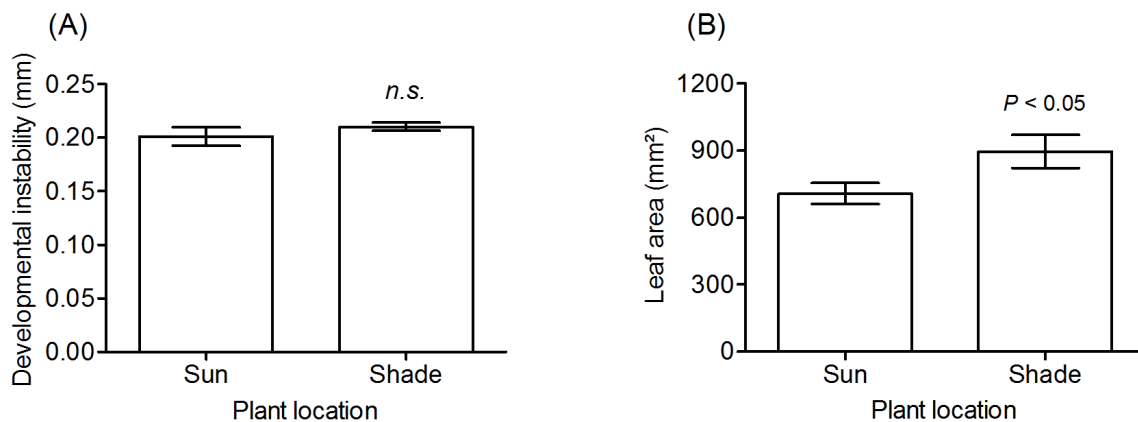 (A)
Developmental instability (mm)
0.25
0.20
0.15
0.10
0.05
0.00
n.s.
Sun Shade
Plant location
(B)
Leaf area (mm²)
1200
900
600
300
0
P < 0.05
Sun Shade
Plant location